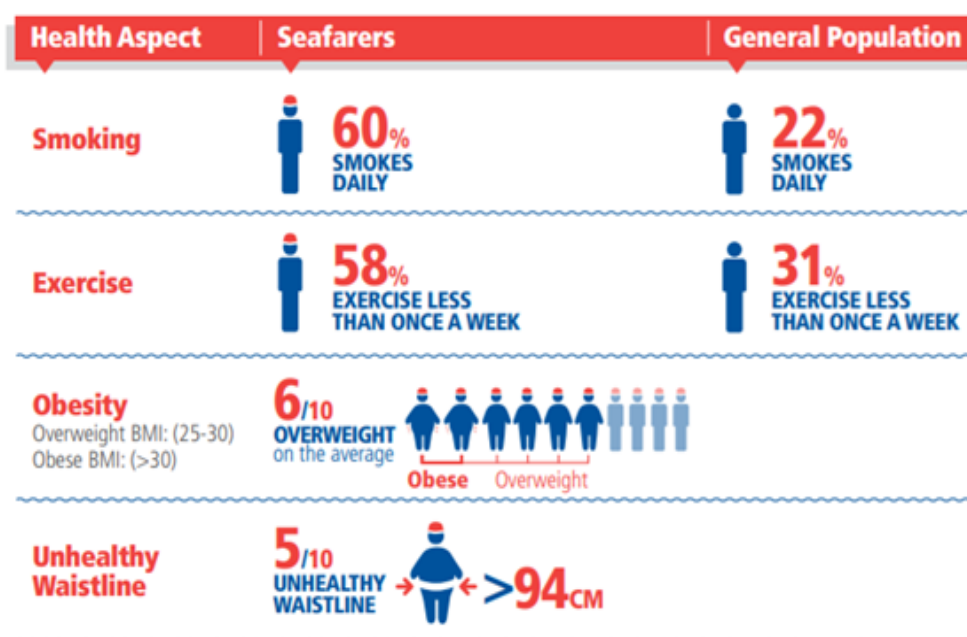 Health Aspect
Seafarers
General Population
Smoking
60%
SMOKES
DAILY
22%
SMOKES
DAILY
Exercise
58%
EXERCISE LESS
THAN ONCE A WEEK
31%
EXERCISE LESS
THAN ONCE A WEEK
Obesity
Overweight BMI: (25-30)
Obese BMI: (>30)
6/10
OVERWEIGHT
on the average
Obese
Overweight
Unhealthy
Waistline
5/10
UNHEALTHY
WAISTLINE
>94CM